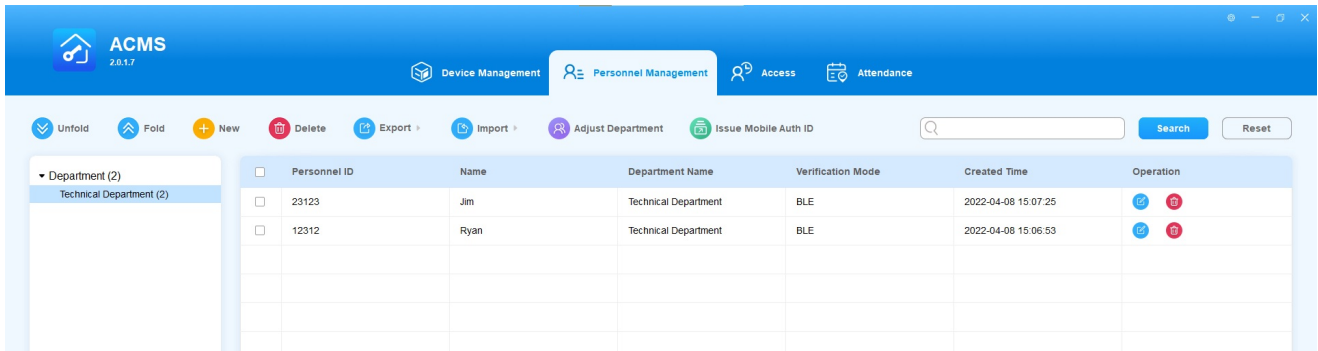 ACMS
2.0.1.7
Device Management Personnel Management Access Attendance
Unfold Fold New Delete Export Import Adjust Department Issue Mobile Auth ID Search Reset
Department (2)
Technical Department (2)
Personnel ID Name Department Name Verification Mode Created Time Operation
23123 Jim Technical Department BLE 2022-04-08 15:07:25
12312 Ryan Technical Department BLE 2022-04-08 15:06:53